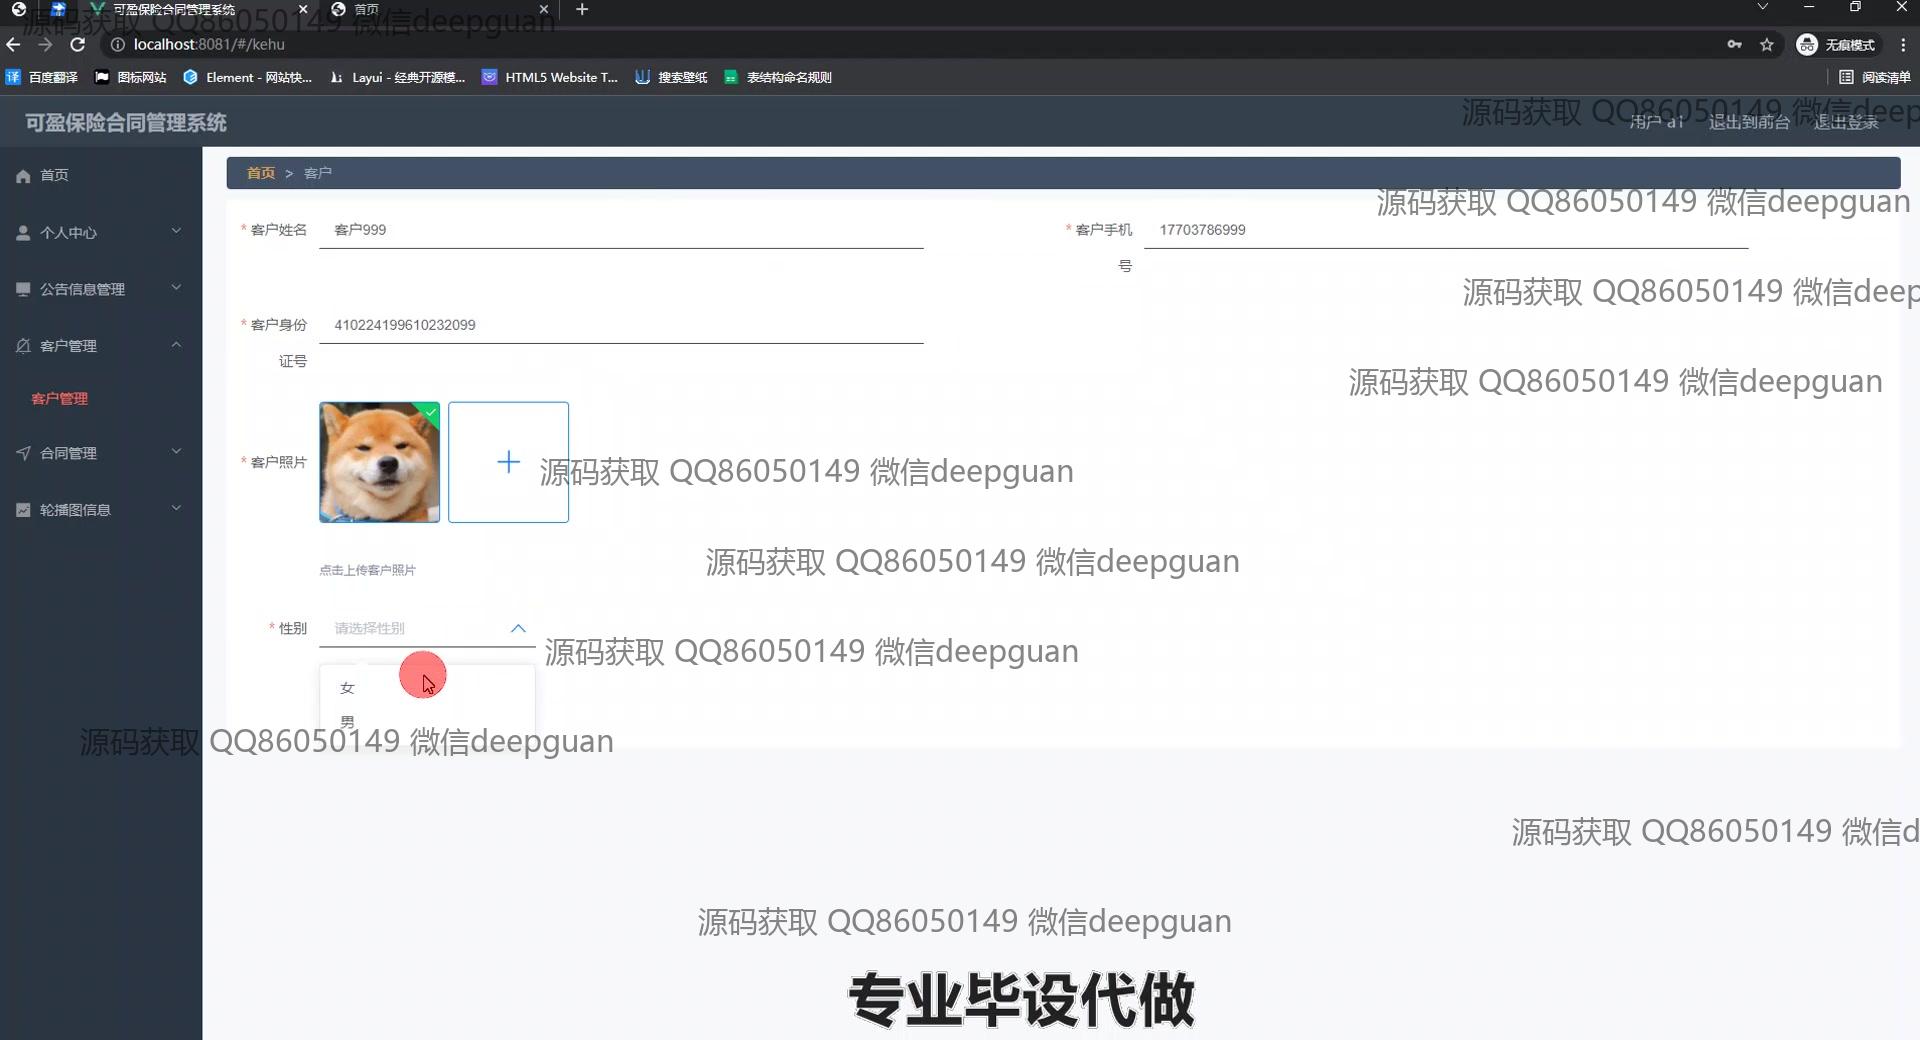 可盈保险合同管理系统
首页
源码获取 QQ86050149 微信deepguan
localhost:8081/#/kehu
无痕模式
百度翻译
图标网站
Element - 网站快...
Layui - 经典开源模...
HTML5 Website T...
搜索壁纸
表结构命名规则
阅读清单
可盈保险合同管理系统
源码获取 QQ86050149 微信deep
用户 a1
退出到前台
退出登录
首页
个人中心
公告信息管理
客户管理
客户管理
合同管理
轮播图信息
首页 > 客户
源码获取 QQ86050149 微信deepguan
* 客户姓名
客户999
* 客户手机号
17703786999
源码获取 QQ86050149 微信deep
* 客户身份证号
410224199610232099
源码获取 QQ86050149 微信deepguan
* 客户照片
源码获取 QQ86050149 微信deepguan
点击上传客户照片
源码获取 QQ86050149 微信deepguan
* 性别
请选择性别
源码获取 QQ86050149 微信deepguan
女
男
源码获取 QQ86050149 微信deepguan
源码获取 QQ86050149 微信d
源码获取 QQ86050149 微信deepguan
专业毕设代做